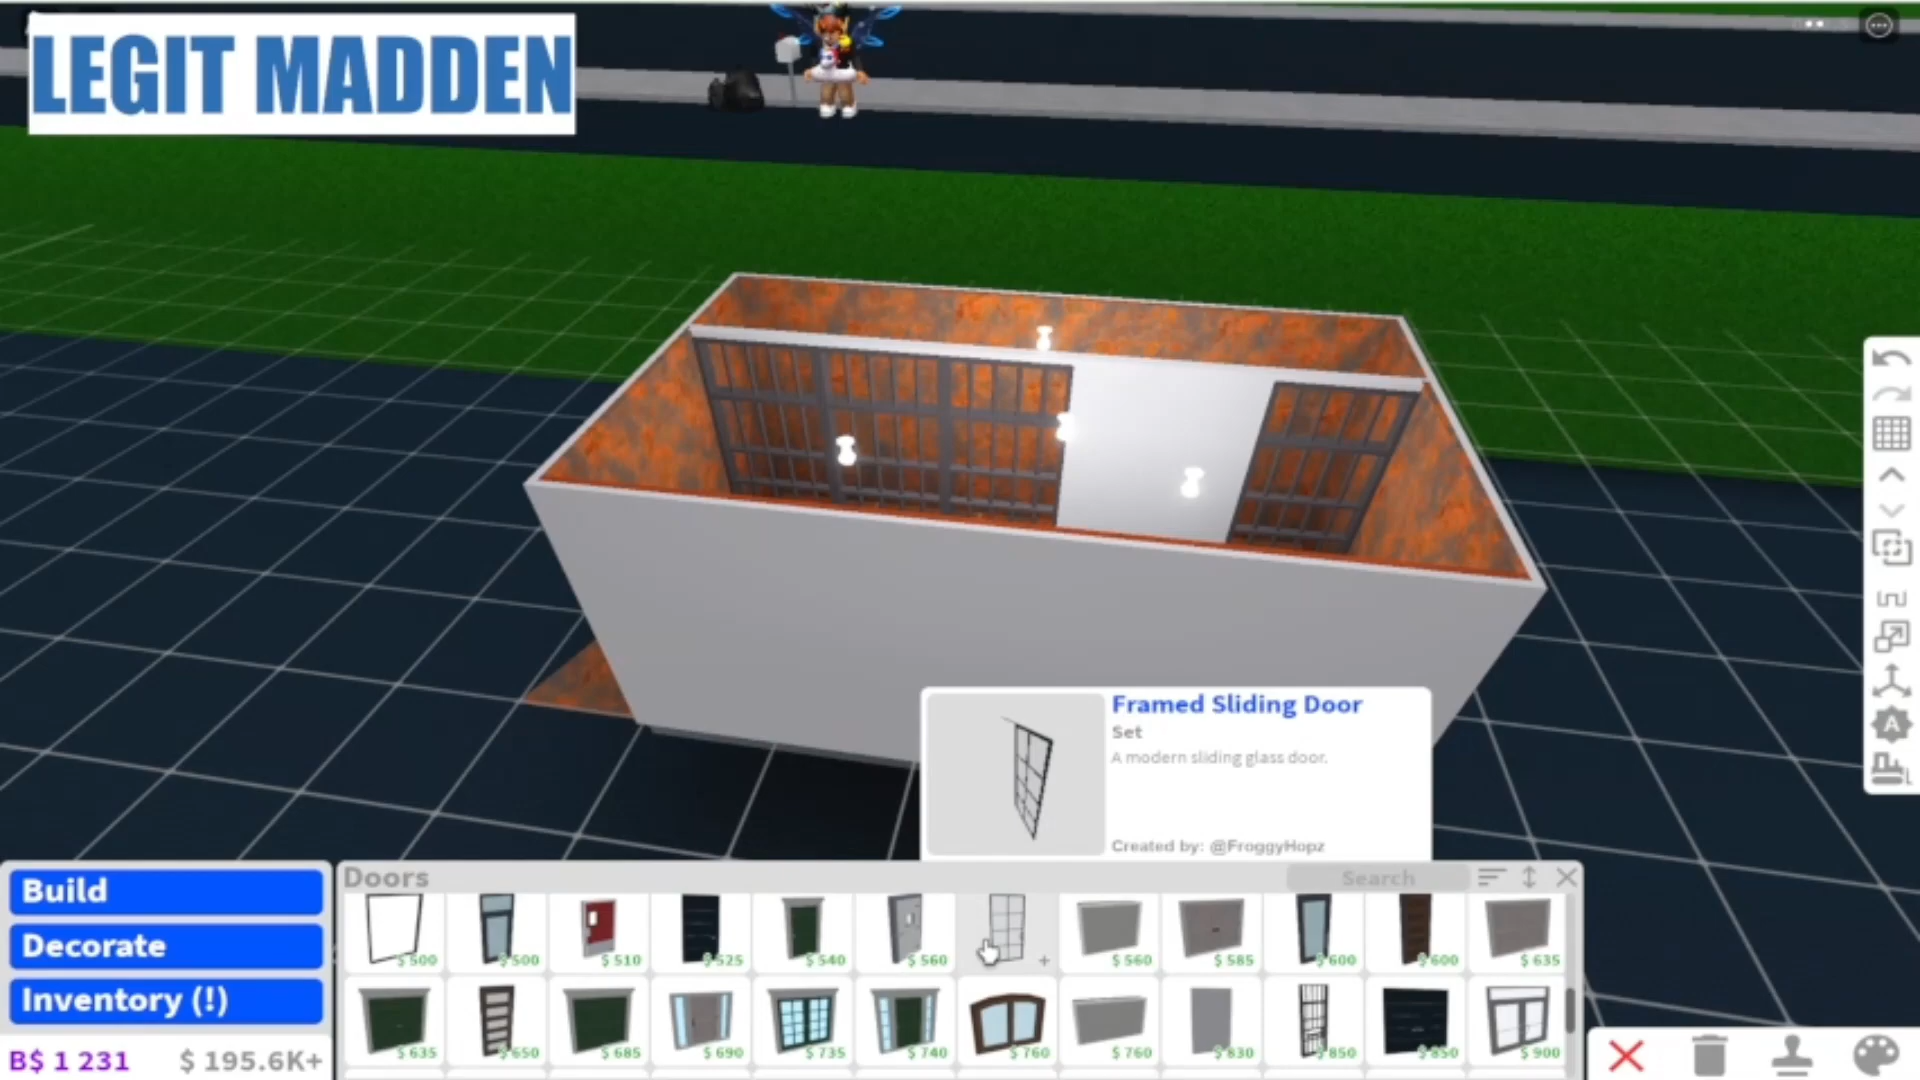 LEGIT MADDEN
Framed Sliding Door
Set
A modern sliding glass door.
Created by: @FroggyHopz
Build
Decorate
Inventory (!)
B$ 1 231 $ 195.6K+
Doors
Search
$ 500 $ 500 $ 510 $ 525 $ 540 $ 560 + $ 560 $ 585 $ 600 $ 600 $ 635
$ 635 $ 650 $ 685 $ 690 $ 735 $ 740 $ 760 $ 760 $ 830 $ 850 $ 850 $ 900
A
L